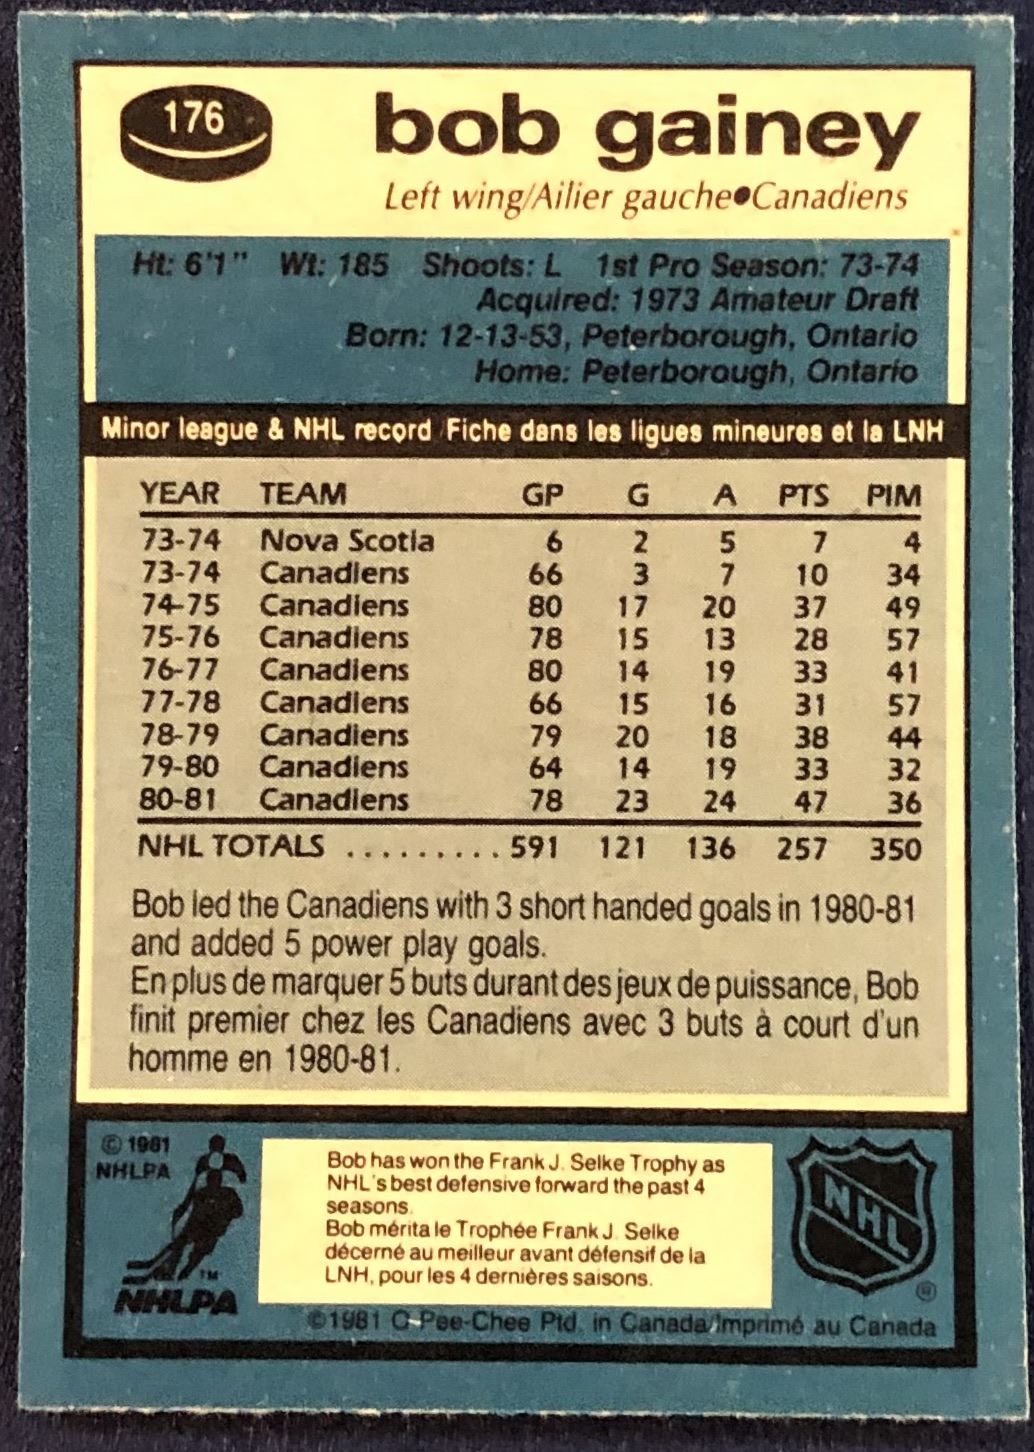 176
bob gainey
Left wing/Ailier gauche●Canadiens
Ht: 6'1" Wt: 185 Shoots: L 1st Pro Season: 73-74
Acquired: 1973 Amateur Draft
Born: 12-13-53, Peterborough, Ontario
Home: Peterborough, Ontario
Minor league & NHL record Fiche dans les ligues mineures et la LNH
YEAR TEAM GP G A PTS PIM
73-74 Nova Scotia 6 2 5 7 4
73-74 Canadiens 66 3 7 10 34
74-75 Canadiens 80 17 20 37 49
75-76 Canadiens 78 15 13 28 57
76-77 Canadiens 80 14 19 33 41
77-78 Canadiens 66 15 16 31 57
78-79 Canadiens 79 20 18 38 44
79-80 Canadiens 64 14 19 33 32
80-81 Canadiens 78 23 24 47 36
NHL TOTALS .......... 591 121 136 257 350
Bob led the Canadiens with 3 short handed goals in 1980-81
and added 5 power play goals.
En plus de marquer 5 buts durant des jeux de puissance, Bob
finit premier chez les Canadiens avec 3 buts à court d'un
homme en 1980-81.
© 1981
NHLPA
Bob has won the Frank J. Selke Trophy as
NHL's best defensive forward the past 4
seasons.
Bob mérita le Trophée Frank J. Selke
décerné au meilleur avant défensif de la
LNH, pour les 4 dernières saisons.
TM
NHLPA
NHL
®
©1981 O-Pee-Chee Ptd. in Canada/Imprimé au Canada